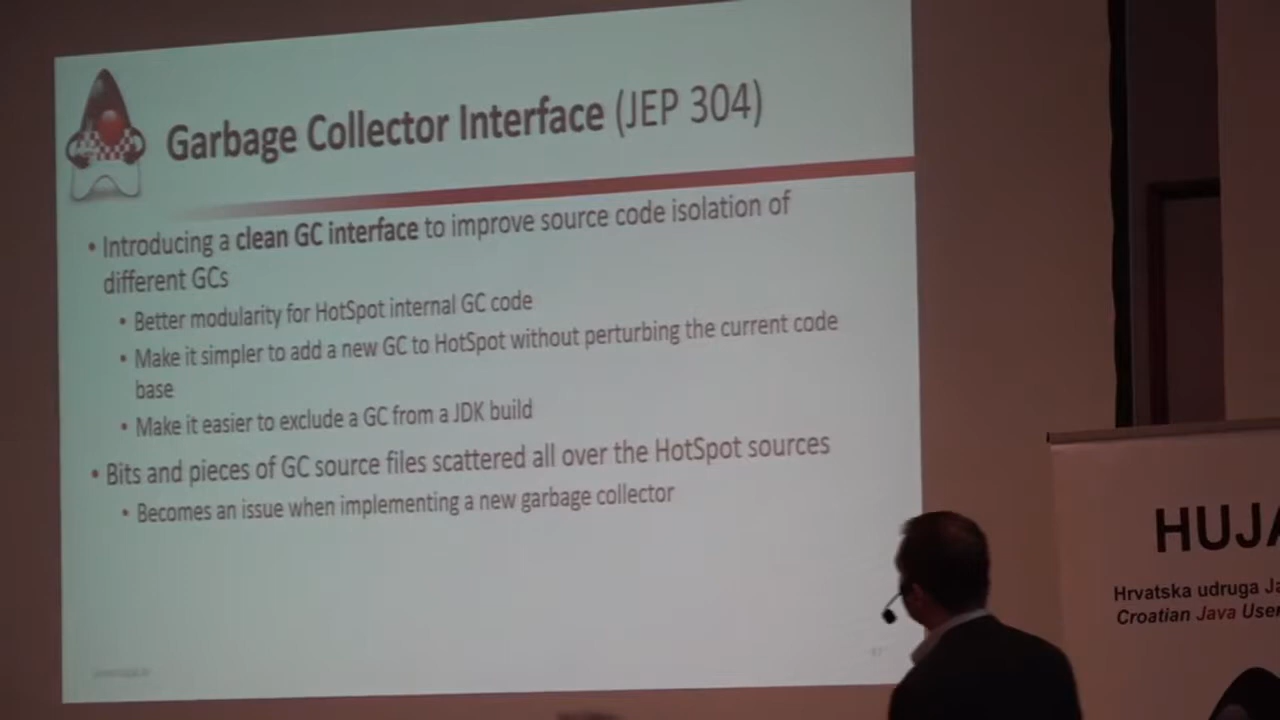 Garbage Collector Interface (JEP 304)
• Introducing a clean GC interface to improve source code isolation of
different GCs
• Better modularity for HotSpot internal GC code
• Make it simpler to add a new GC to HotSpot without perturbing the current code
base
• Make it easier to exclude a GC from a JDK build
• Bits and pieces of GC source files scattered all over the HotSpot sources
• Becomes an issue when implementing a new garbage collector
HUJA
Hrvatska udruga Ja
Croatian Java User